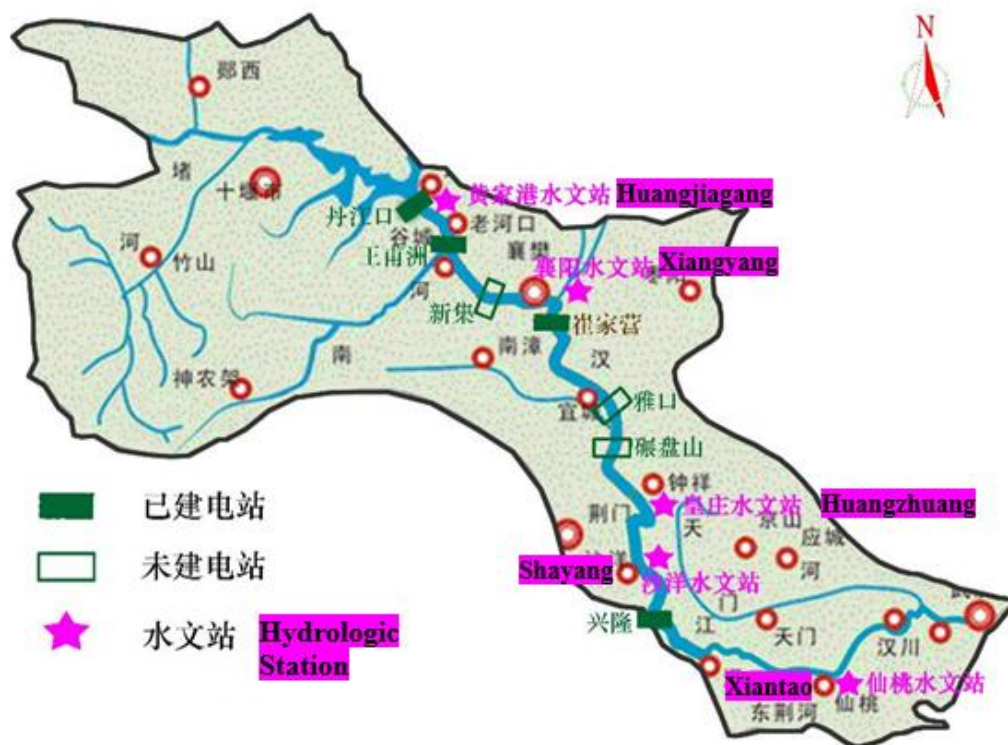 N
郧西
堵
十堰市
黄家港水文站 Huangjiagang
丹江口
老河口
谷城
王甫洲
襄樊
襄阳水文站 Xiangyang
河
竹山
河
新集
崔家营
南漳
汉
南
神农架
宜城
雅口
碾盘山
钟祥
皇庄水文站 Huangzhuang
荆门
天
京山
应城
河
Shayang
沙洋水文站
兴隆
门
江
天门
汉川
Xiantao
仙桃水文站
仙桃
东荆河
已建电站
未建电站
水文站 Hydrologic
Station